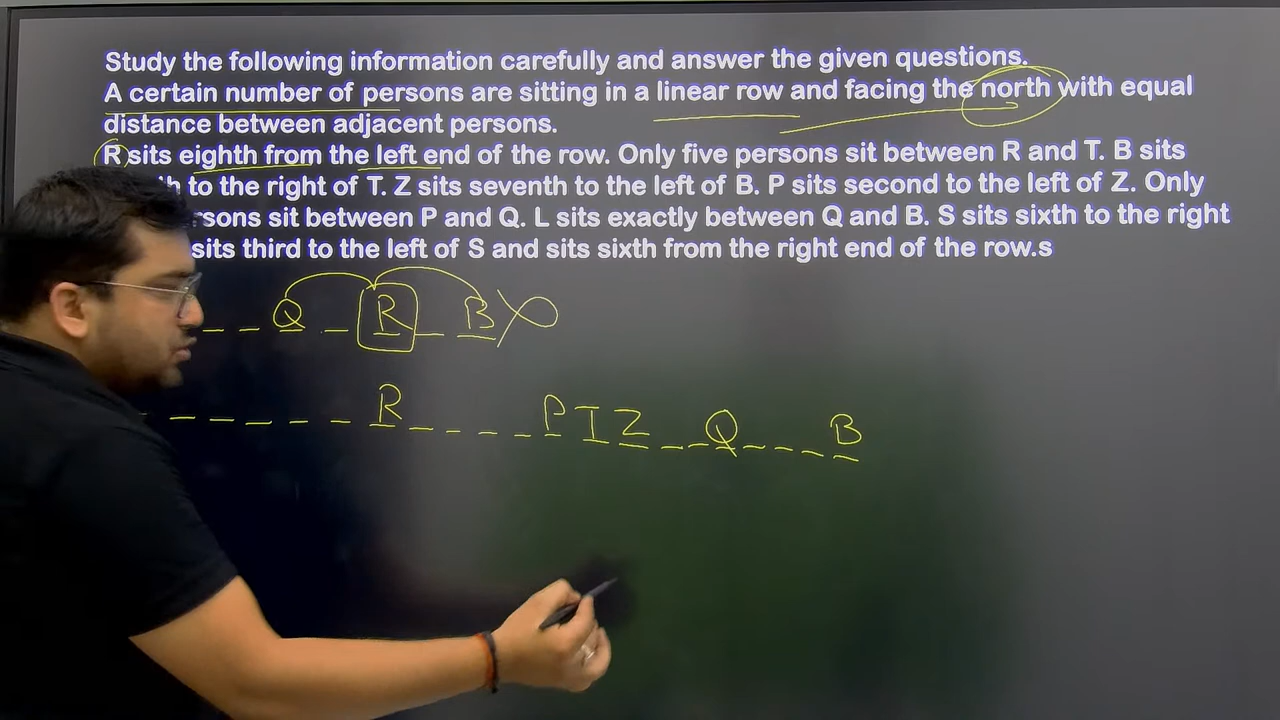 Study the following information carefully and answer the given questions.
A certain number of persons are sitting in a linear row and facing the north with equal
distance between adjacent persons.
R sits eighth from the left end of the row. Only five persons sit between R and T. B sits
to the right of T. Z sits seventh to the left of B. P sits second to the left of Z. Only
sit between P and Q. L sits exactly between Q and B. S sits sixth to the right
sits third to the left of S and sits sixth from the right end of the row.s
Q R B
R P T Z Q B